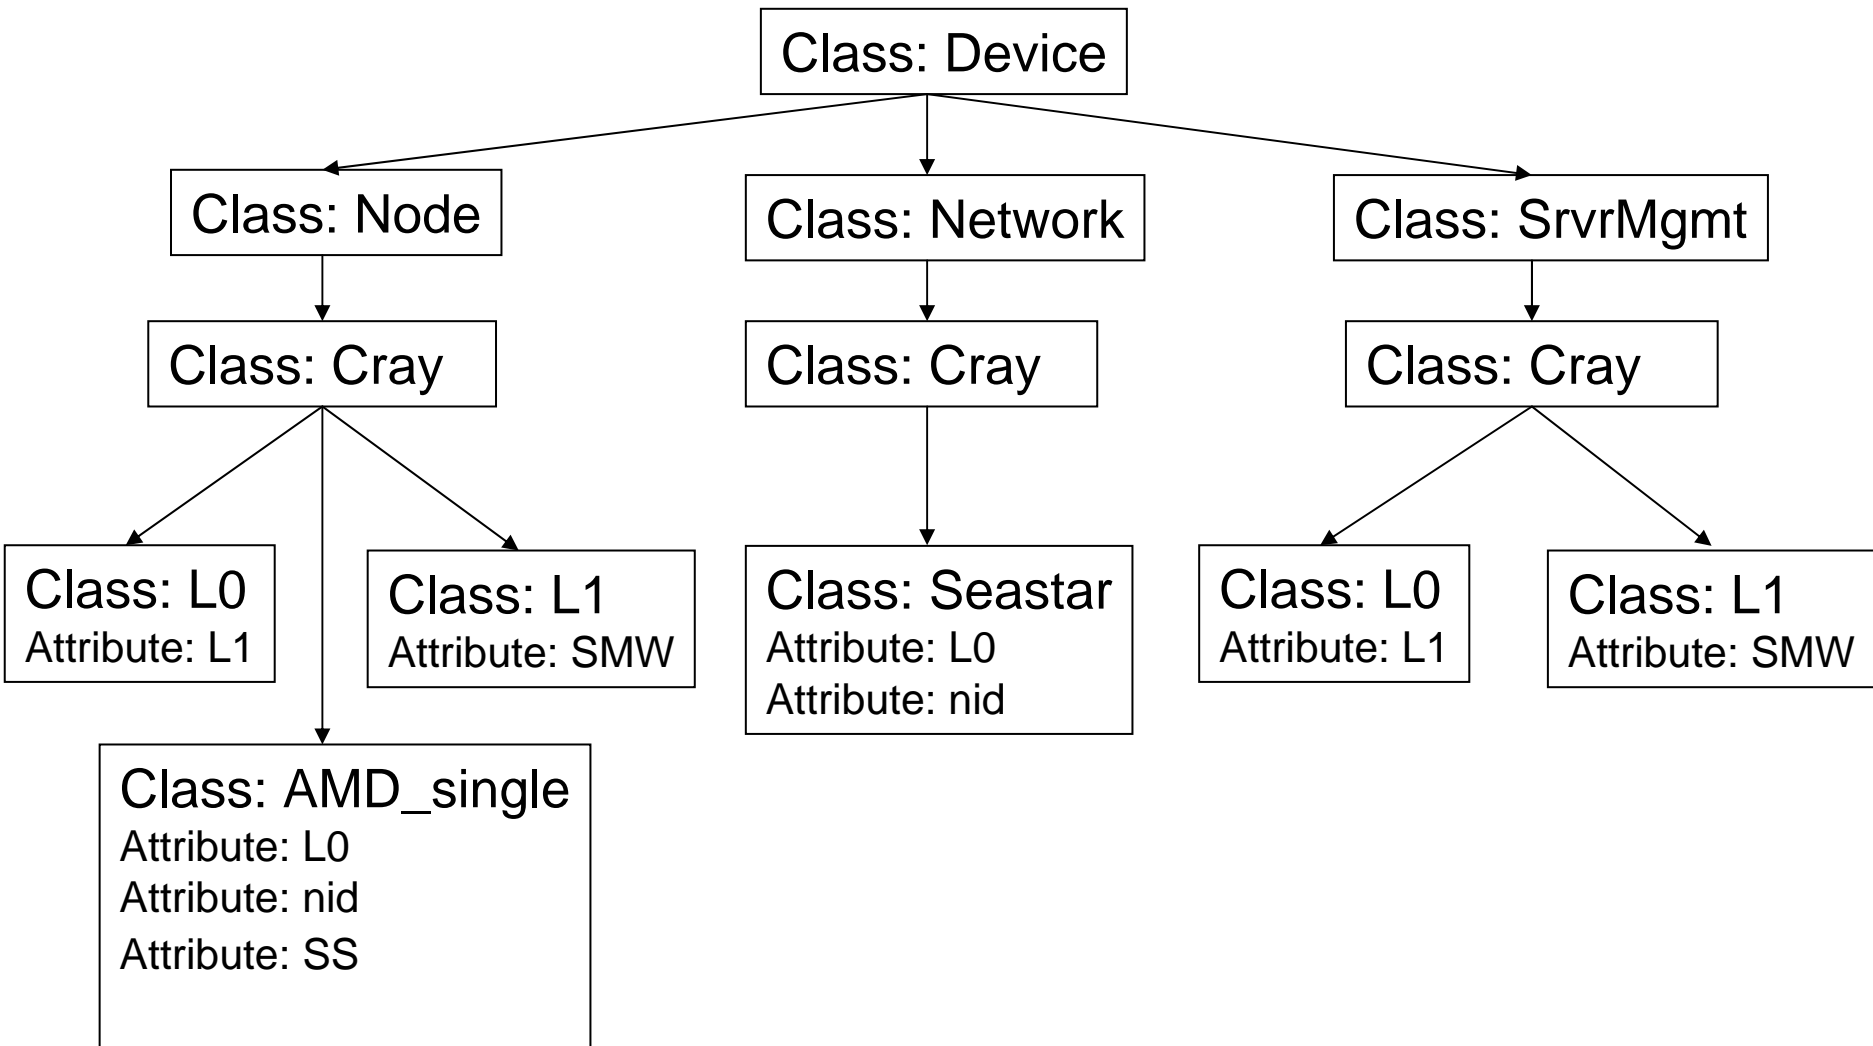 Class: Device
Class: Node
Class: Network
Class: SrvrMgmt
Class: Cray
Class: Cray
Class: Cray
Class: L0
Attribute: L1
Class: L1
Attribute: SMW
Class: Seastar
Attribute: L0
Attribute: nid
Class: L0
Attribute: L1
Class: L1
Attribute: SMW
Class: AMD_single
Attribute: L0
Attribute: nid
Attribute: SS